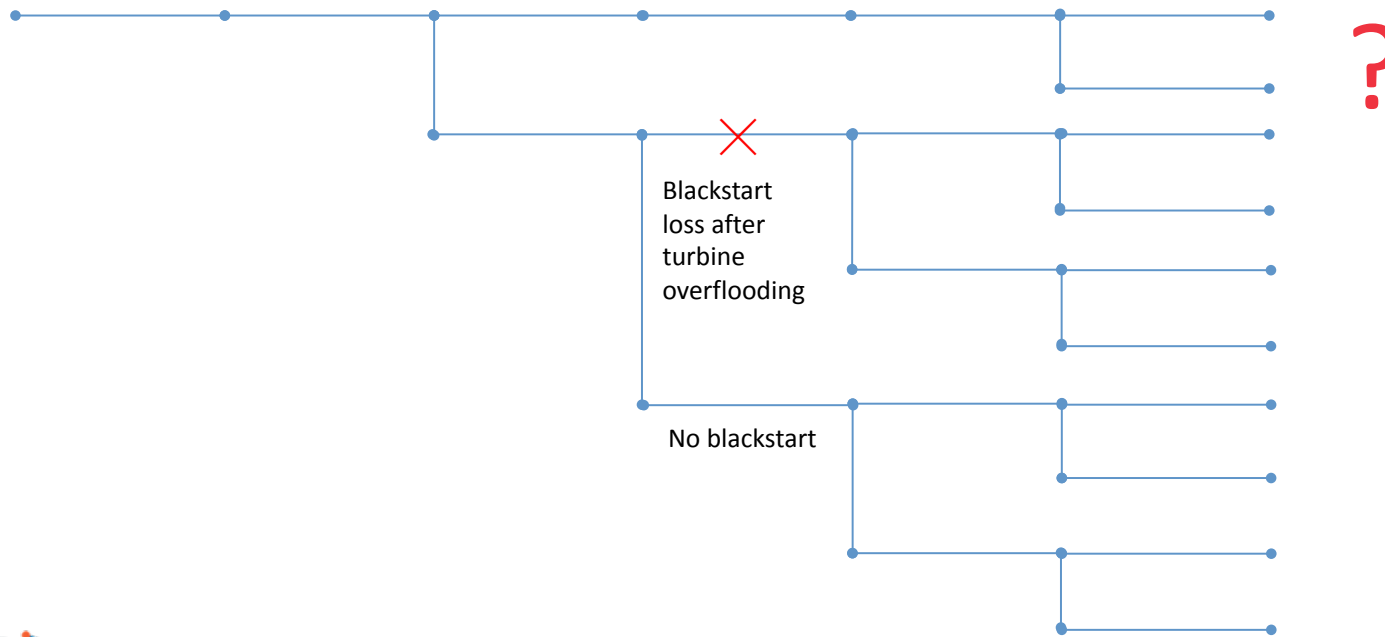 ?
Blackstart
loss after
turbine
overflooding
No blackstart